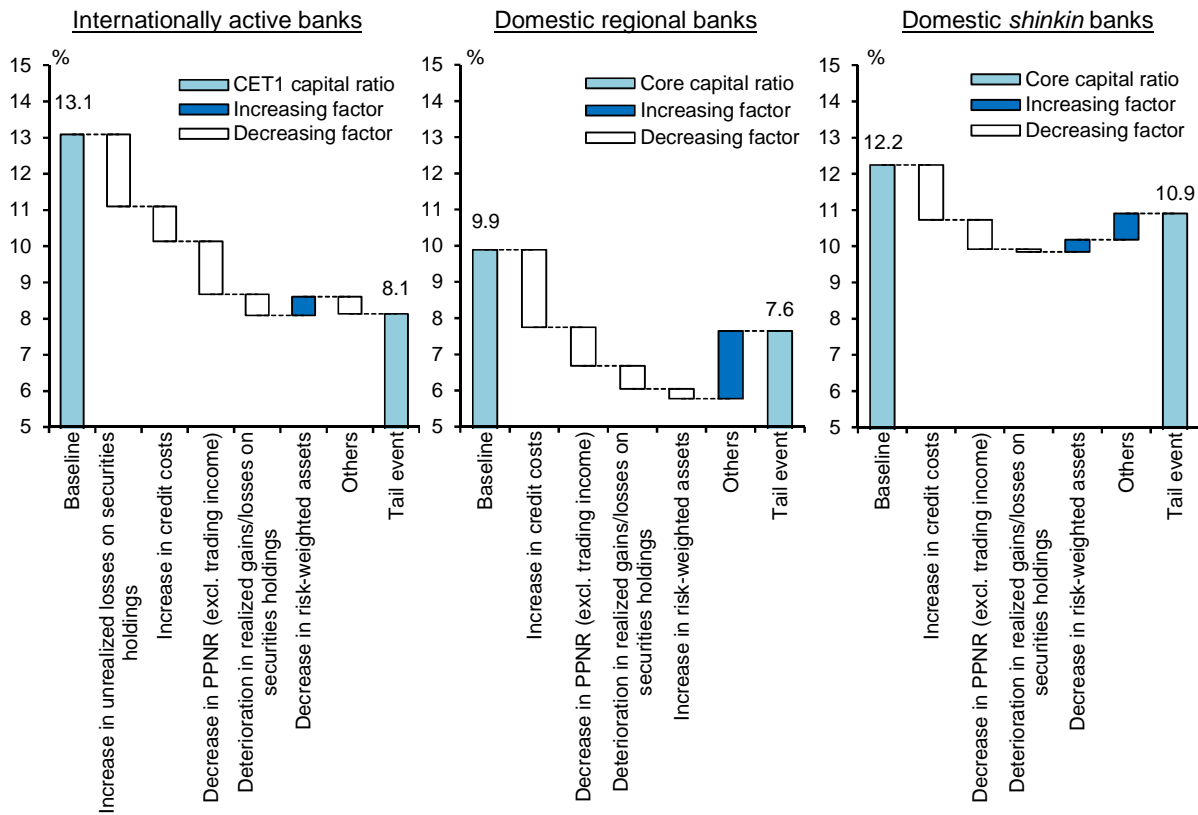 Internationally active banks
%
15
14
13
12
11
10
9
8
7
6
5
CET1 capital ratio
Increasing factor
Decreasing factor
13.1
8.1
Baseline
Increase in unrealized losses on securities
holdings
Increase in credit costs
Decrease in PPNR (excl. trading income)
Deterioration in realized gains/losses on
securities holdings
Decrease in risk-weighted assets
Others
Tail event
Domestic regional banks
%
15
14
13
12
11
10
9
8
7
6
5
Core capital ratio
Increasing factor
Decreasing factor
9.9
7.6
Baseline
Increase in credit costs
Decrease in PPNR (excl. trading income)
Deterioration in realized gains/losses on
securities holdings
Increase in risk-weighted assets
Others
Tail event
Domestic shinkin banks
%
15
14
13
12
11
10
9
8
7
6
5
Core capital ratio
Increasing factor
Decreasing factor
12.2
10.9
Baseline
Increase in credit costs
Decrease in PPNR (excl. trading income)
Deterioration in realized gains/losses on
securities holdings
Decrease in risk-weighted assets
Others
Tail event